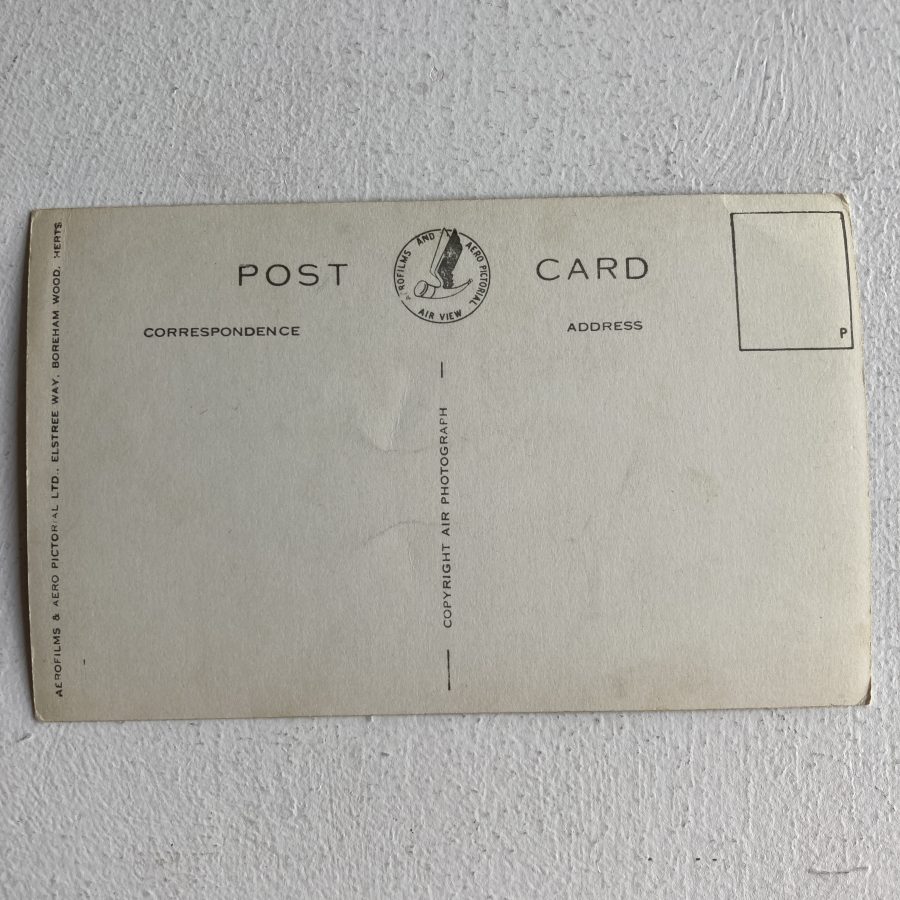 POST CARD
AEROFILMS AND AERO PICTORIAL
AIR VIEW
CORRESPONDENCE
ADDRESS
P
COPYRIGHT AIR PHOTOGRAPH
AEROFILMS & AERO PICTORIAL LTD., ELSTREE WAY, BOREHAM WOOD, HERTS